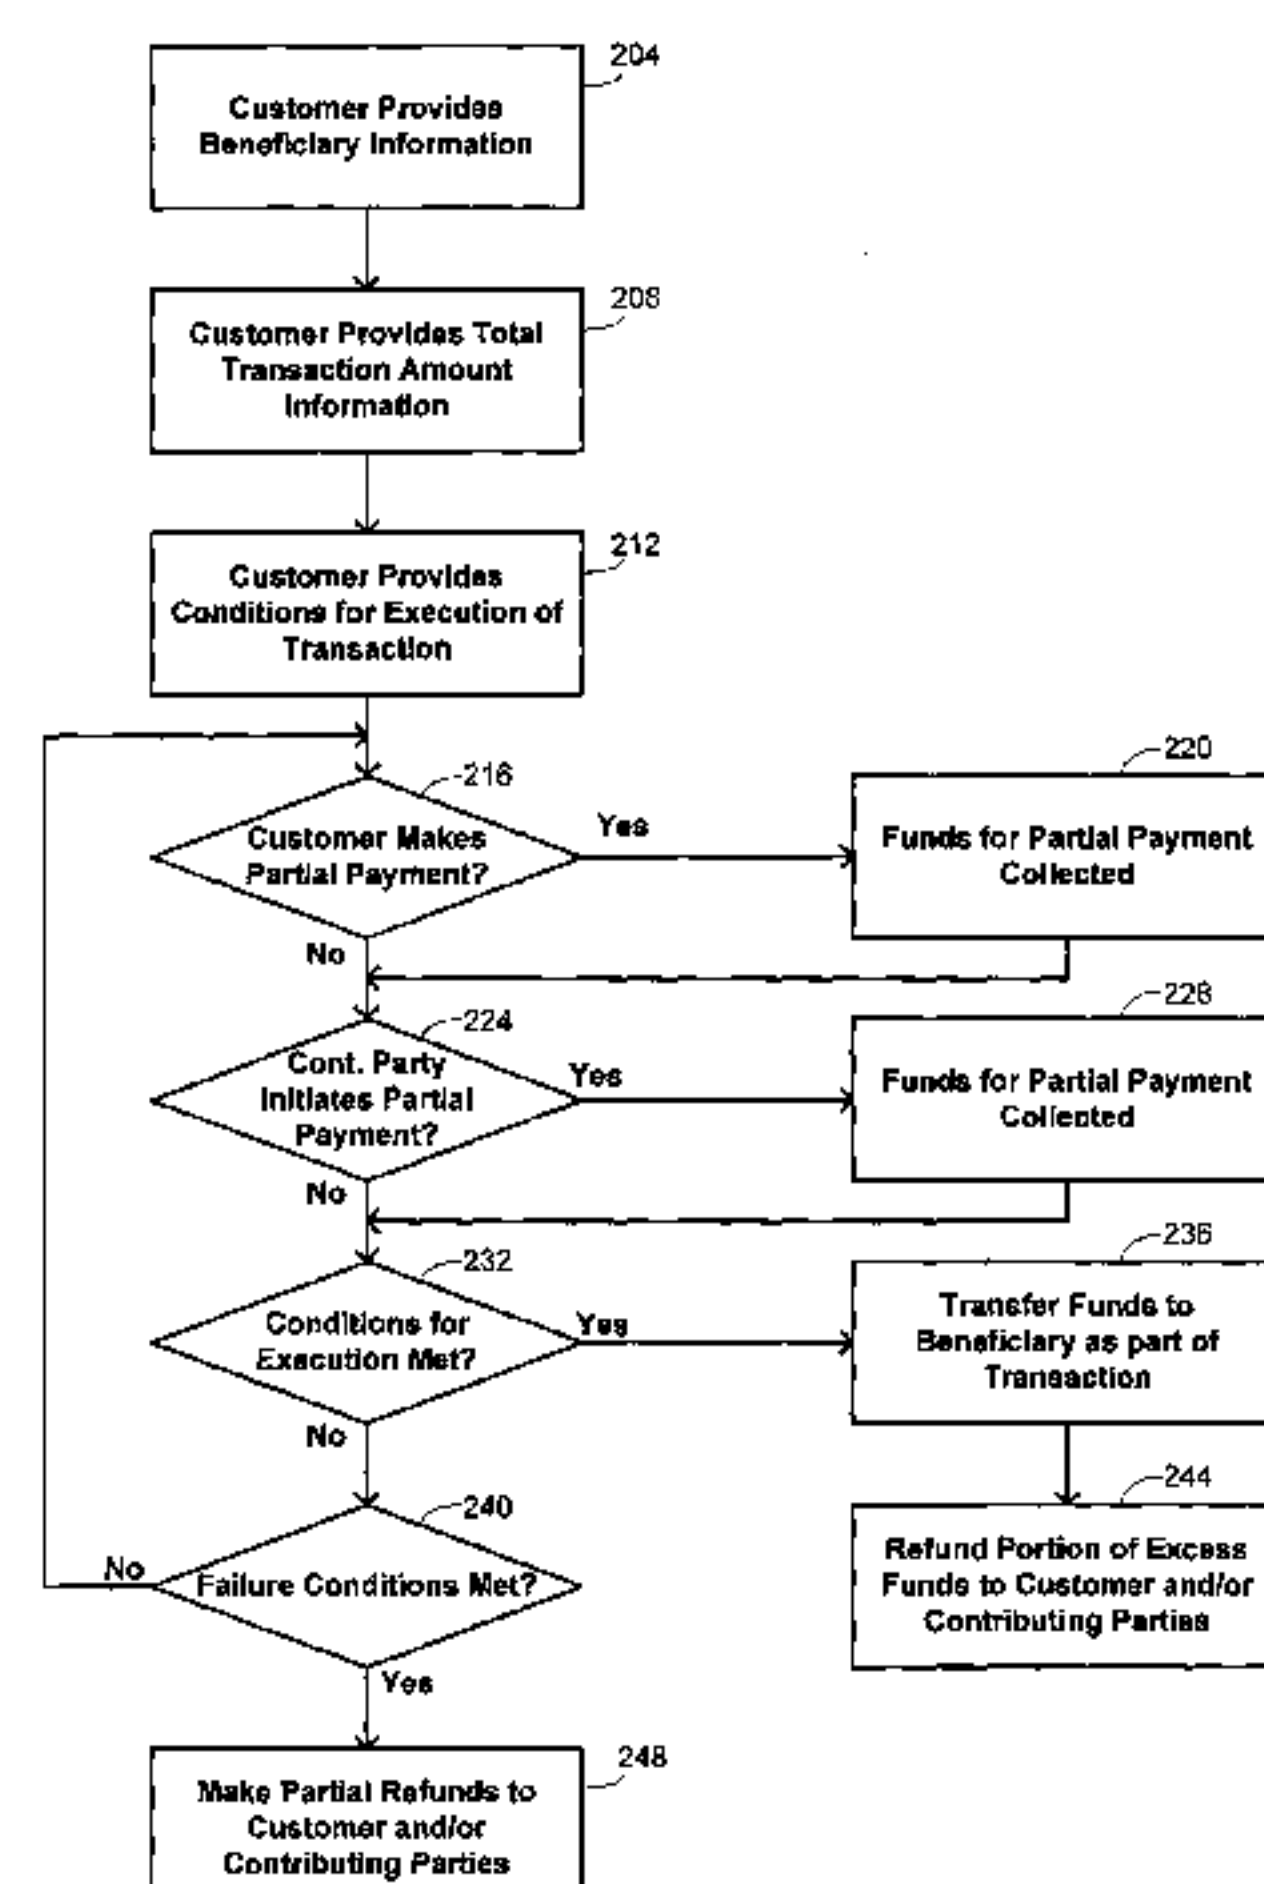 204
Customer Provides
Beneficiary Information
208
Customer Provides Total
Transaction Amount
Information
212
Customer Provides
Conditions for Execution of
Transaction
216
Customer Makes
Partial Payment?
Yes
No
220
Funds for Partial Payment
Collected
224
Cont. Party
Initiates Partial
Payment?
Yes
No
228
Funds for Partial Payment
Collected
232
Conditions for
Execution Met?
Yes
No
236
Transfer Funds to
Beneficiary as part of
Transaction
240
Failure Conditions Met?
No
Yes
244
Refund Portion of Excess
Funds to Customer and/or
Contributing Parties
248
Make Partial Refunds to
Customer and/or
Contributing Parties